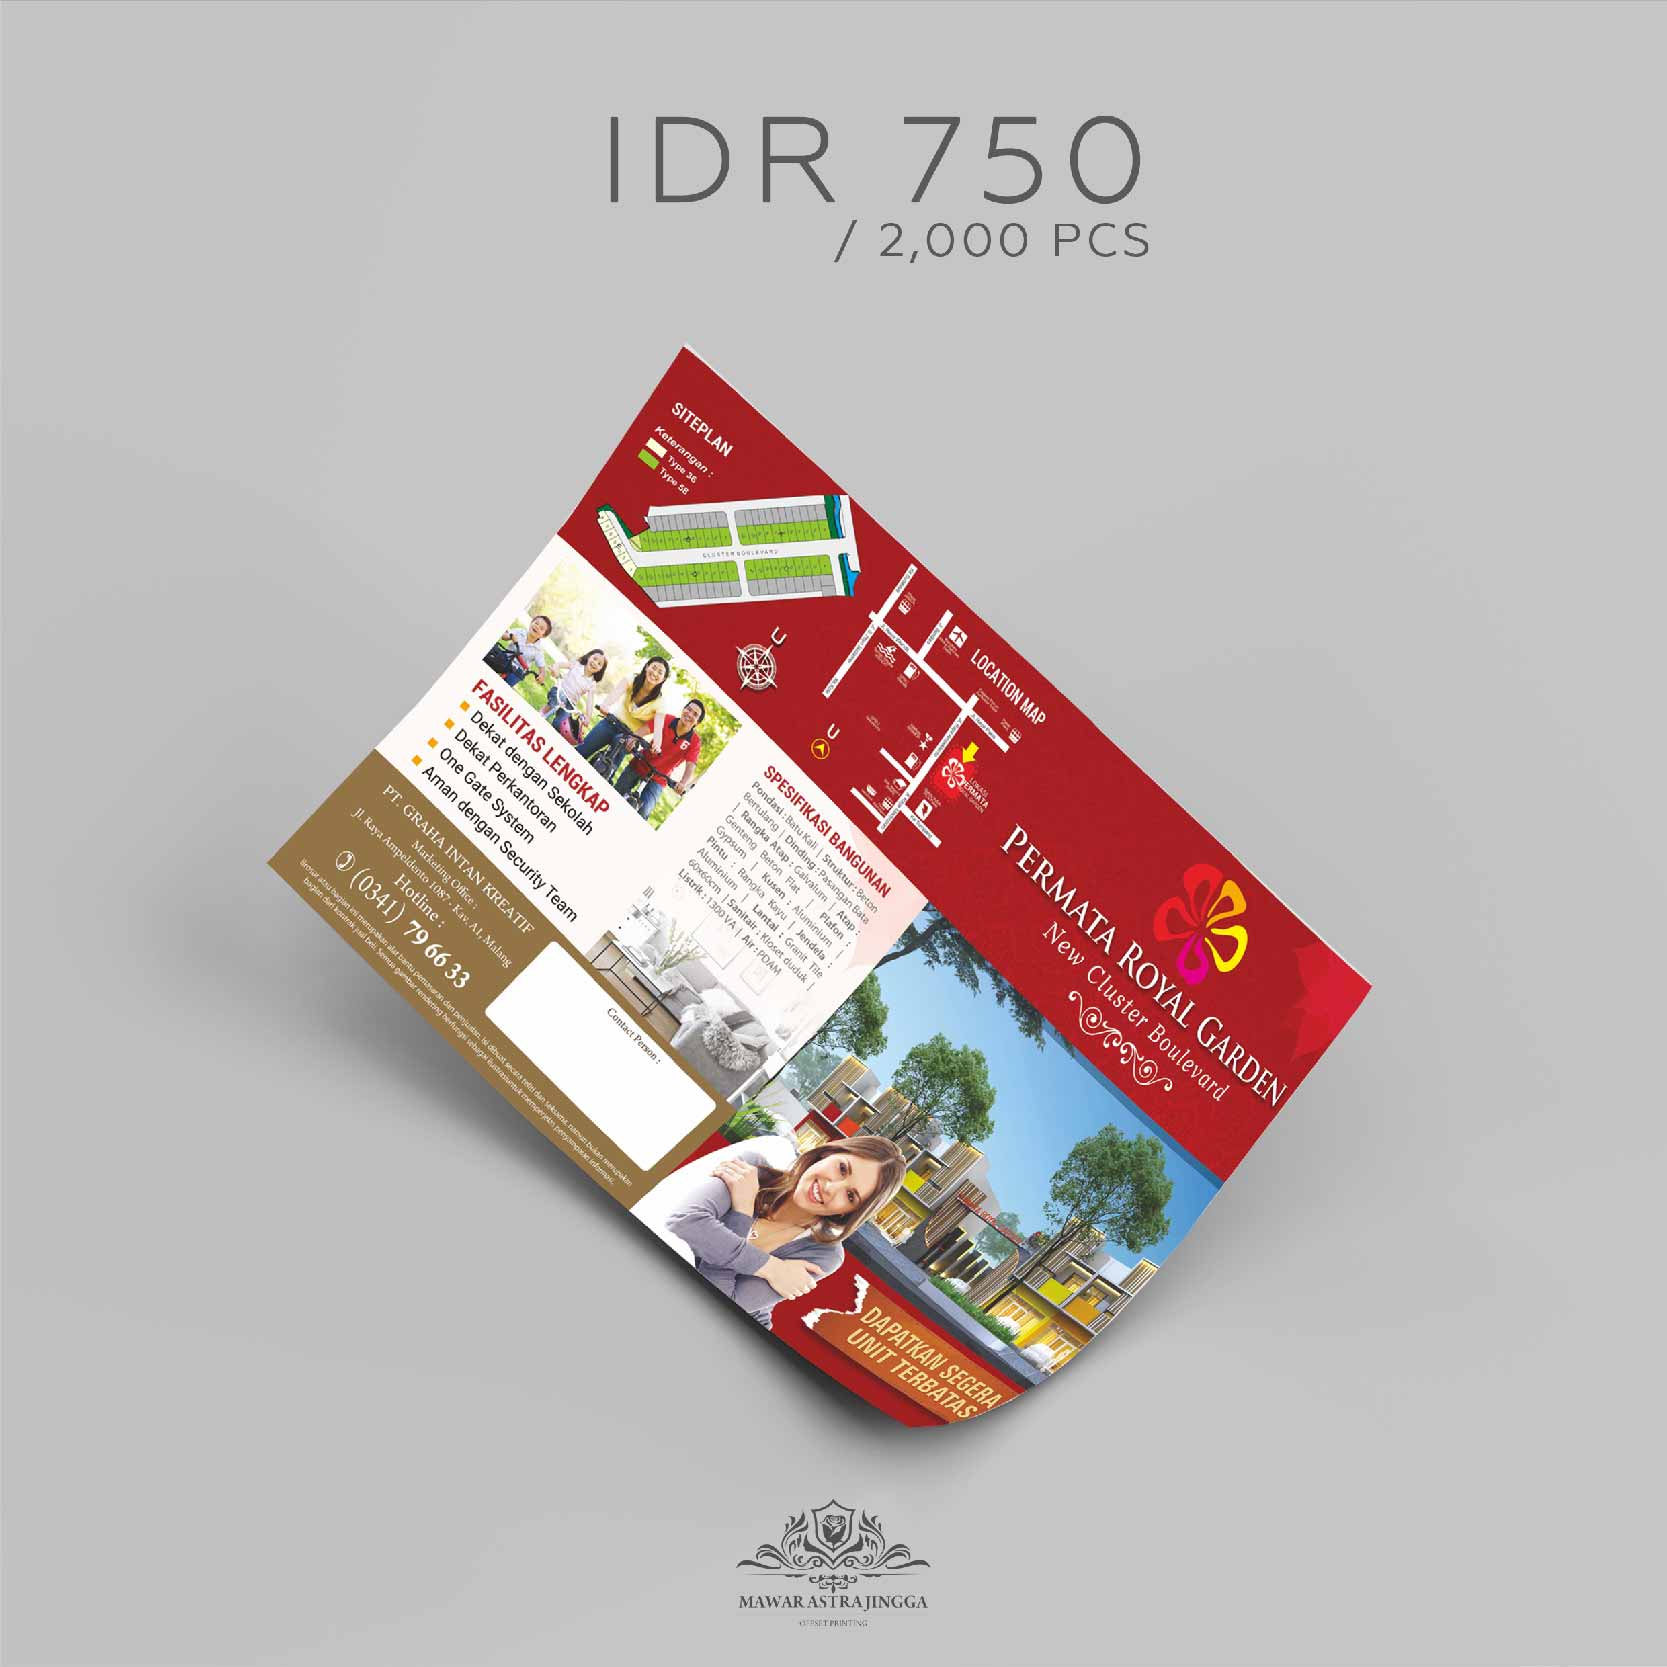 IDR 750
/ 2,000 PCS
SITEPLAN
Keterangan :
Type 36
Type 58
CLUSTER BOULEVARD
U
LOCATION MAP
U
LOKASI
PERMATA
PERMATA ROYAL GARDEN
New Cluster Boulevard
FASILITAS LENGKAP
Dekat dengan Sekolah
Dekat Perkantoran
One Gate System
Aman dengan Security Team
SPESIFIKASI BANGUNAN
Pondasi : Batu Kali | Struktur : Beton
Bertulang | Dinding : Pasangan Bata
| Rangka Atap : Galvalum | Atap :
Genteng Beton Flat | Plafon :
Gypsum | Kusen : Aluminium |
Pintu : Rangka Kayu | Jendela :
Aluminium | Lantai : Granit Tile
60x60cm | Sanitair : Kloset duduk |
Listrik : 1300 VA | Air : PDAM
PT. GRAHA INTAN KREATIF
Marketing Office :
Jl. Raya Ampeldento 1087 - Kav. A1, Malang
Hotline :
(0341) 79 66 33
Contact Person :
DAPATKAN SEGERA
UNIT TERBATAS
MAWAR ASTRA JINGGA
OFFSET PRINTING